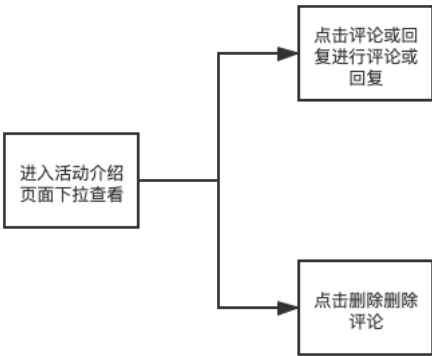 点击评论或回
复进行评论或
回复
进入活动介绍
页面下拉查看
点击删除删除
评论